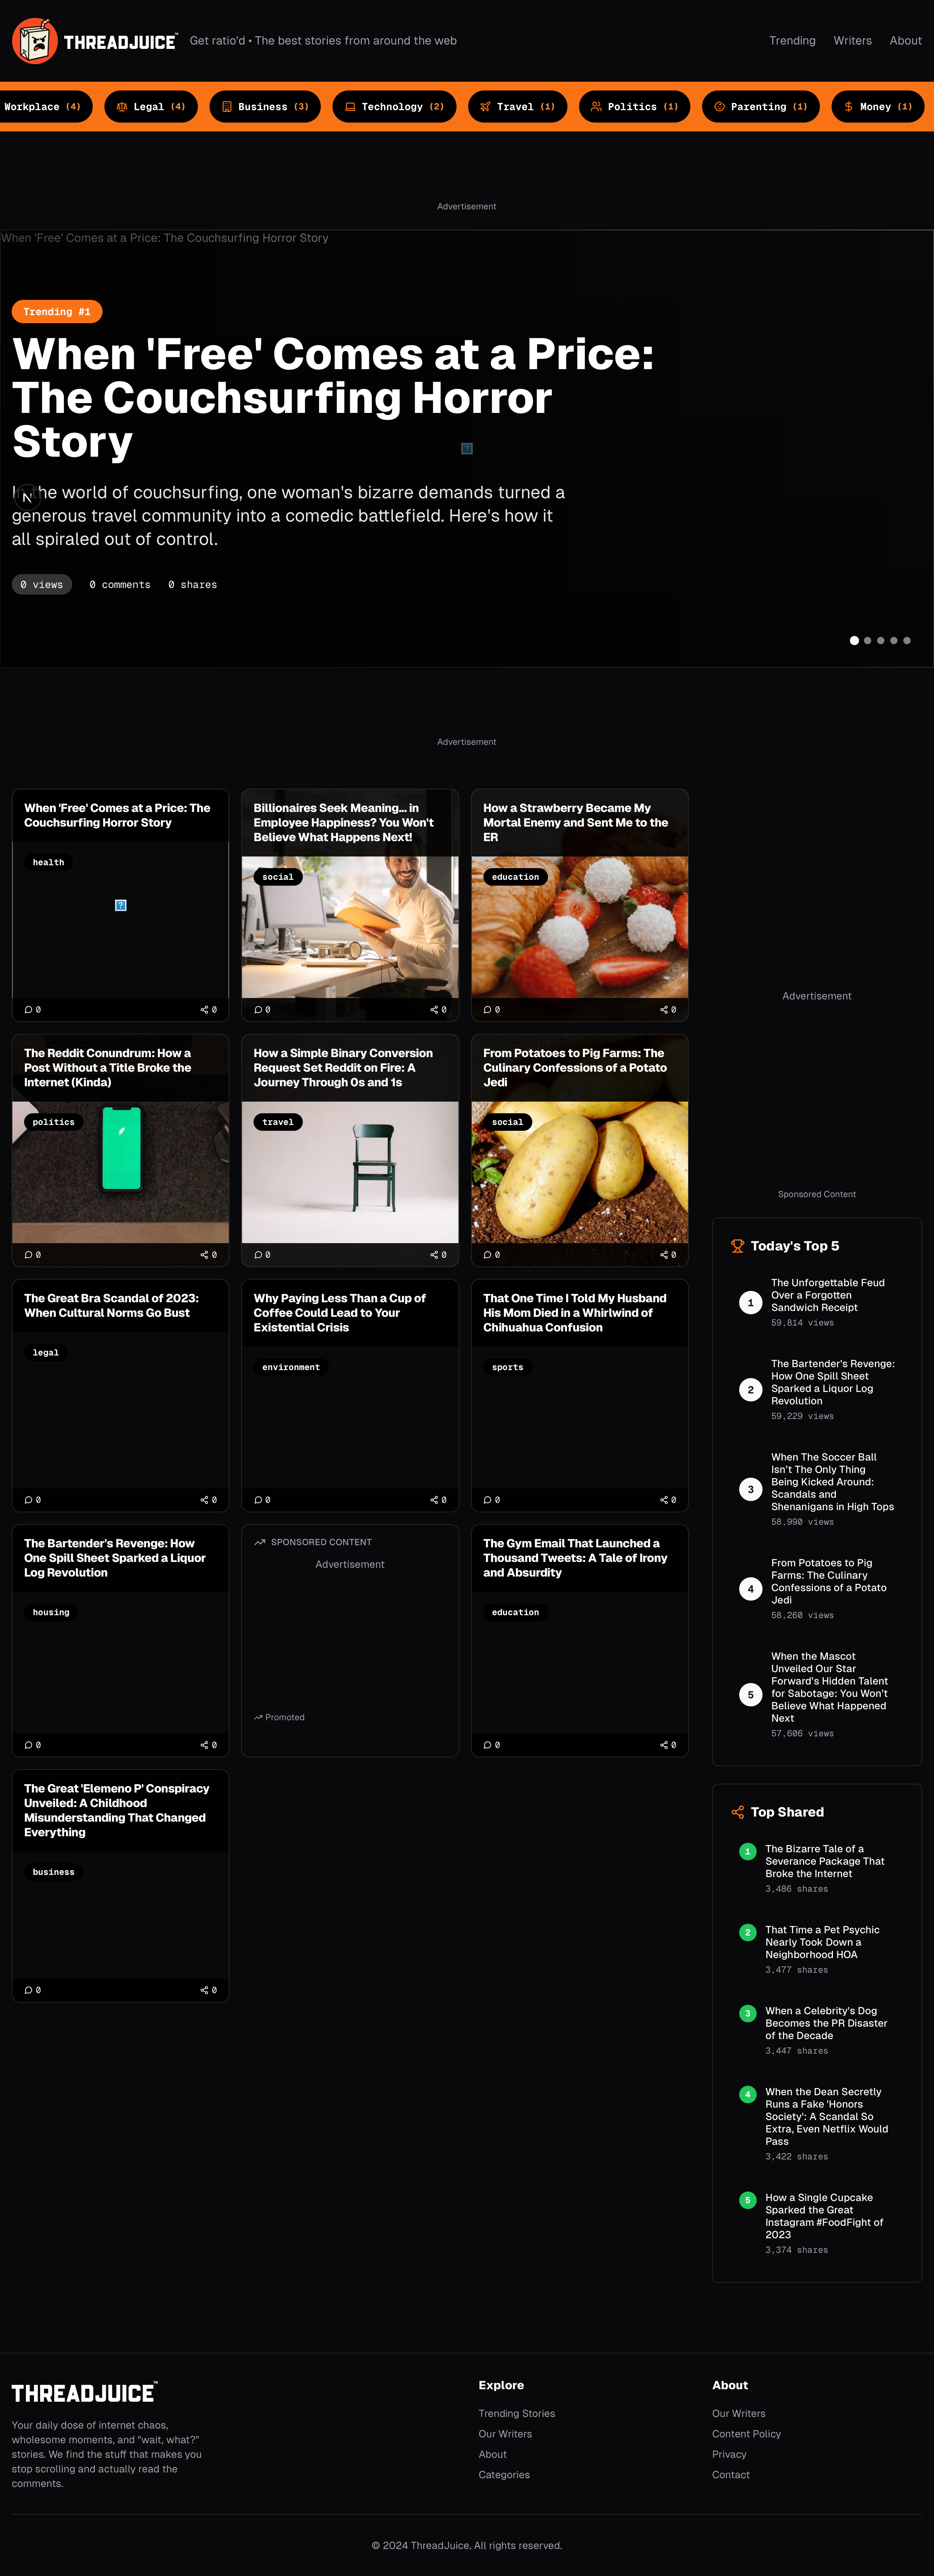 THREADJUICE™
Get ratio'd • The best stories from around the web
Trending
Writers
About
Workplace (4)
Legal (4)
Business (3)
Technology (2)
Travel (1)
Politics (1)
Parenting (1)
Money (1)
Advertisement
When 'Free' Comes at a Price: The Couchsurfing Horror Story
Trending #1
When 'Free' Comes at a Price:
The Couchsurfing Horror
Story
world of couchsurfing, one woman's bizarre demands turned a
generous travel community into a comedic battlefield. Here's how it
all spiraled out of control.
0 views
0 comments
0 shares
Advertisement
When 'Free' Comes at a Price: The
Couchsurfing Horror Story
health
0
0
Billionaires Seek Meaning... in
Employee Happiness? You Won't
Believe What Happens Next!
social
0
0
How a Strawberry Became My
Mortal Enemy and Sent Me to the
ER
education
0
0
The Reddit Conundrum: How a
Post Without a Title Broke the
Internet (Kinda)
politics
0
0
How a Simple Binary Conversion
Request Set Reddit on Fire: A
Journey Through 0s and 1s
travel
0
0
From Potatoes to Pig Farms: The
Culinary Confessions of a Potato
Jedi
social
0
0
The Great Bra Scandal of 2023:
When Cultural Norms Go Bust
legal
0
0
Why Paying Less Than a Cup of
Coffee Could Lead to Your
Existential Crisis
environment
0
0
That One Time I Told My Husband
His Mom Died in a Whirlwind of
Chihuahua Confusion
sports
0
0
The Bartender's Revenge: How
One Spill Sheet Sparked a Liquor
Log Revolution
housing
0
0
SPONSORED CONTENT
Advertisement
Promoted
The Gym Email That Launched a
Thousand Tweets: A Tale of Irony
and Absurdity
education
0
0
The Great 'Elemeno P' Conspiracy
Unveiled: A Childhood
Misunderstanding That Changed
Everything
business
0
0
Advertisement
Sponsored Content
Today's Top 5
1
The Unforgettable Feud
Over a Forgotten
Sandwich Receipt
59,814 views
2
The Bartender's Revenge:
How One Spill Sheet
Sparked a Liquor Log
Revolution
59,229 views
3
When The Soccer Ball
Isn't The Only Thing
Being Kicked Around:
Scandals and
Shenanigans in High Tops
58,990 views
4
From Potatoes to Pig
Farms: The Culinary
Confessions of a Potato
Jedi
58,260 views
5
When the Mascot
Unveiled Our Star
Forward's Hidden Talent
for Sabotage: You Won't
Believe What Happened
Next
57,606 views
Top Shared
1
The Bizarre Tale of a
Severance Package That
Broke the Internet
3,486 shares
2
That Time a Pet Psychic
Nearly Took Down a
Neighborhood HOA
3,477 shares
3
When a Celebrity's Dog
Becomes the PR Disaster
of the Decade
3,447 shares
4
When the Dean Secretly
Runs a Fake 'Honors
Society': A Scandal So
Extra, Even Netflix Would
Pass
3,422 shares
5
How a Single Cupcake
Sparked the Great
Instagram #FoodFight of
2023
3,374 shares
THREADJUICE™
Your daily dose of internet chaos,
wholesome moments, and "wait, what?"
stories. We find the stuff that makes you
stop scrolling and actually read the
comments.
Explore
Trending Stories
Our Writers
About
Categories
About
Our Writers
Content Policy
Privacy
Contact
© 2024 ThreadJuice. All rights reserved.